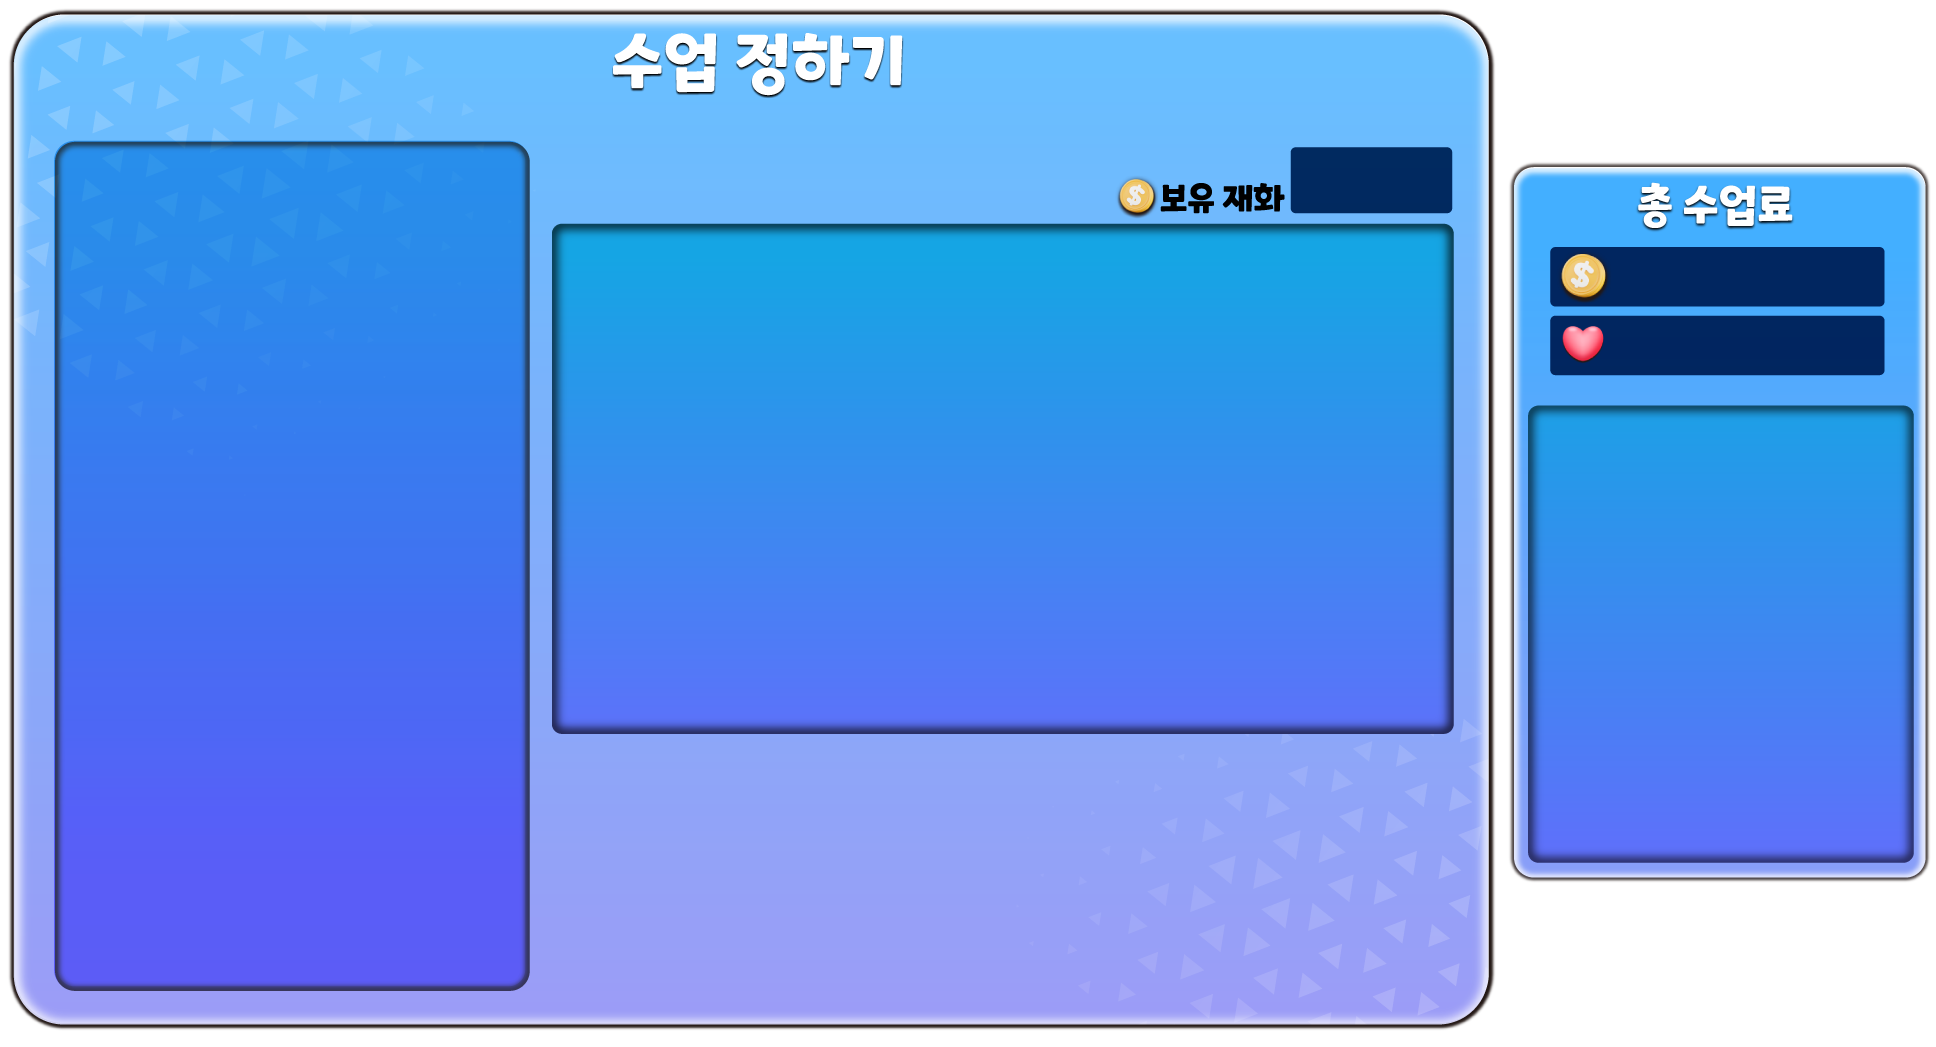 수업 정하기
보유 재화
총 수업료